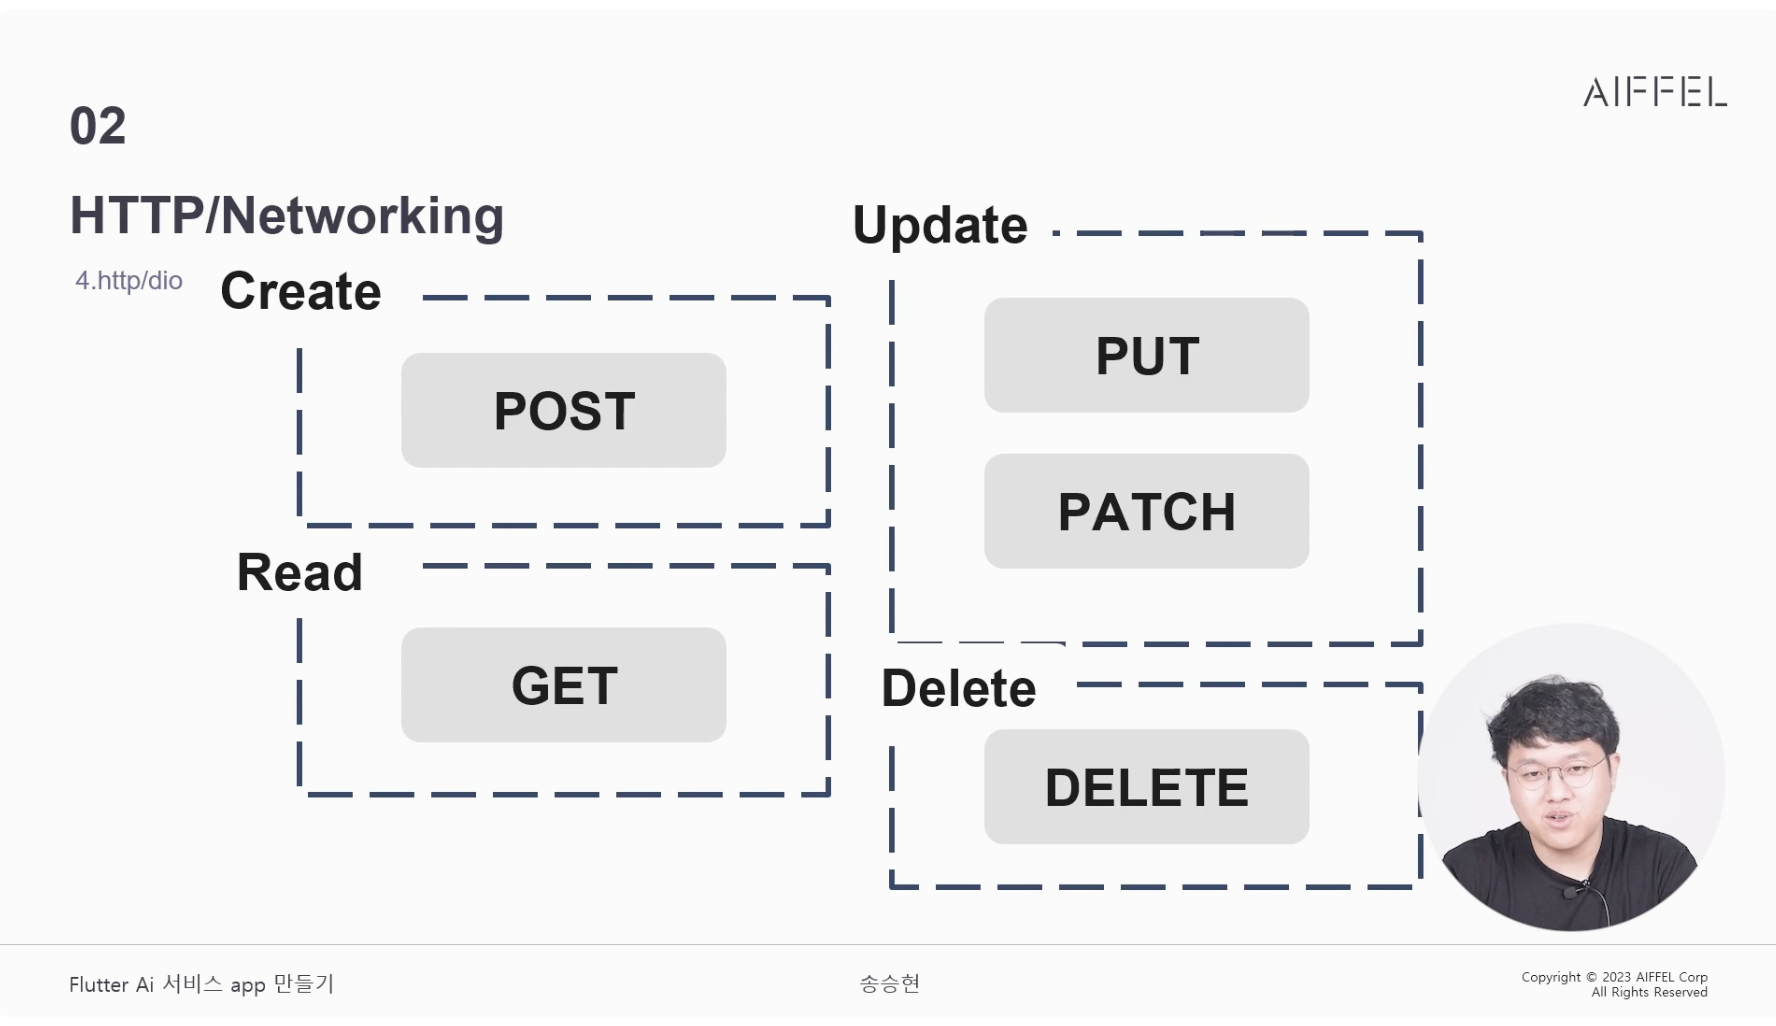 AIFFEL
02
HTTP/Networking
4.http/dio
Create
POST
Read
GET
Update
PUT
PATCH
Delete
DELETE
Flutter Ai 서비스 app 만들기
송승현
Copyright © 2023 AIFFEL Corp
All Rights Reserved